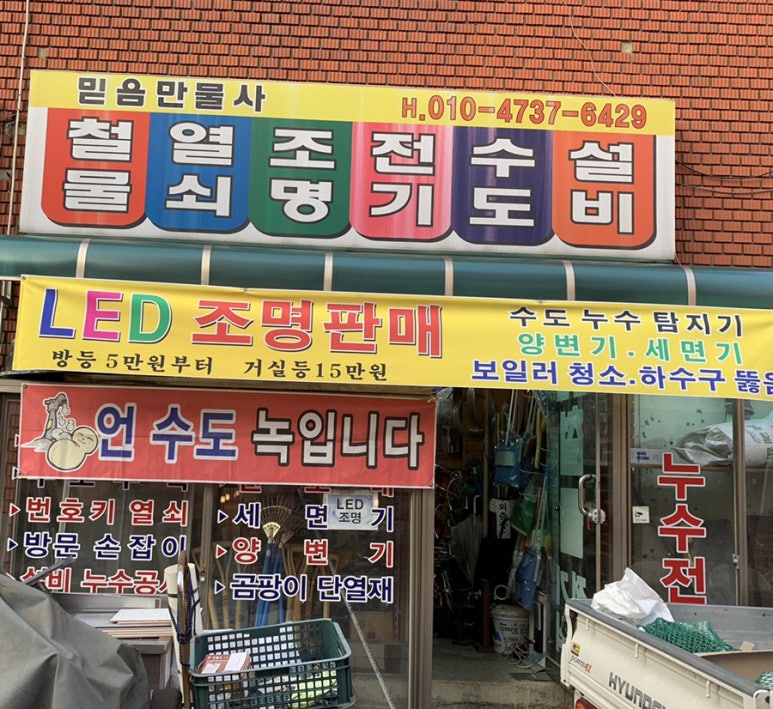 믿음만물사 H.010-4737-6429
철물 열쇠 조명 전기 수도 설비
LED 조명판매
방등 5만원부터 거실등15만원
수도 누수 탐지기
양변기.세면기
보일러 청소.하수구
언 수도 녹입니다
번호키 열쇠
방문 손잡이
누수공사
LED
조명
세면기
양변기
곰팡이 단열재
누수전
HYUNDAI